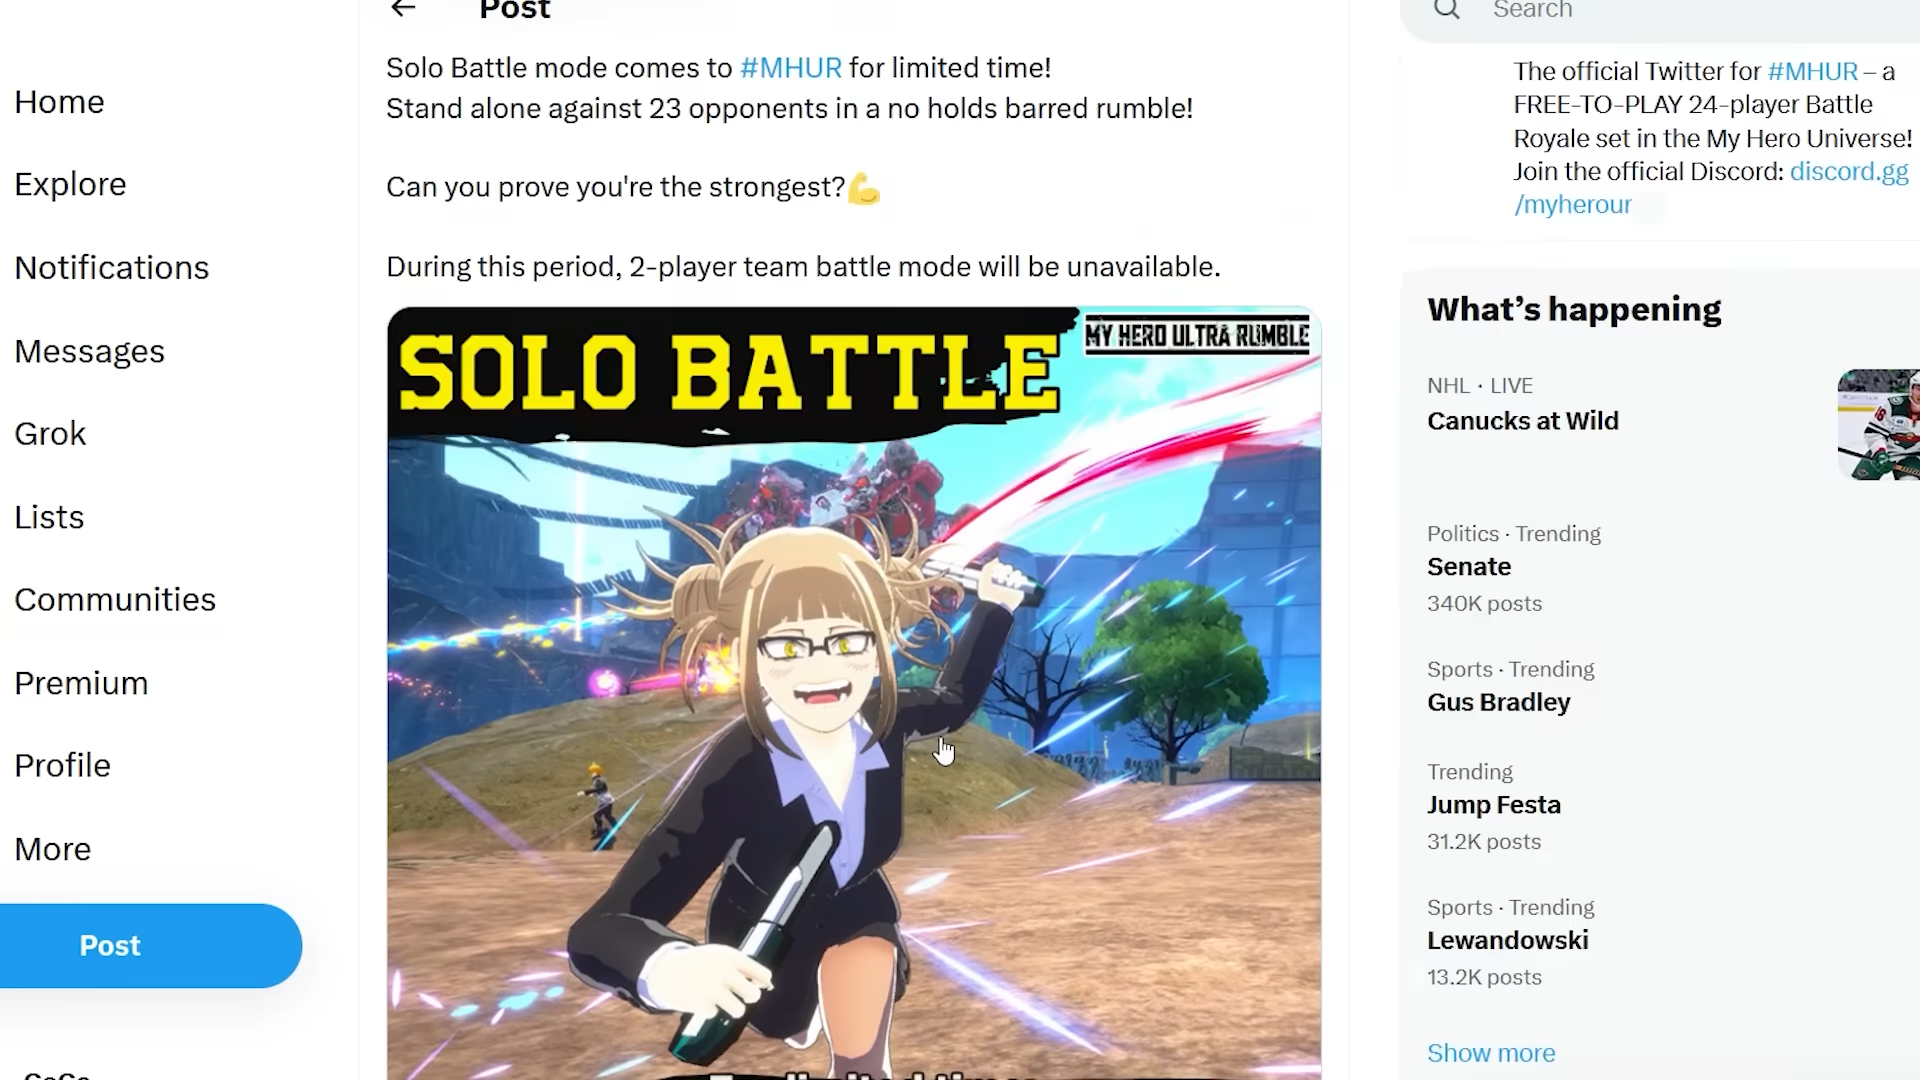 Post
Solo Battle mode comes to #MHUR for limited time!
Stand alone against 23 opponents in a no holds barred rumble!
Can you prove you're the strongest?💪
During this period, 2-player team battle mode will be unavailable.
SOLO BATTLE
MY HERO ULTRA RUMBLE
Home
Explore
Notifications
Messages
Grok
Lists
Communities
Premium
Profile
More
Post
Search
The official Twitter for #MHUR – a
FREE-TO-PLAY 24-player Battle
Royale set in the My Hero Universe!
Join the official Discord: discord.gg
/myherour
What's happening
NHL · LIVE
Canucks at Wild
Politics · Trending
Senate
340K posts
Sports · Trending
Gus Bradley
Trending
Jump Festa
31.2K posts
Sports · Trending
Lewandowski
13.2K posts
Show more